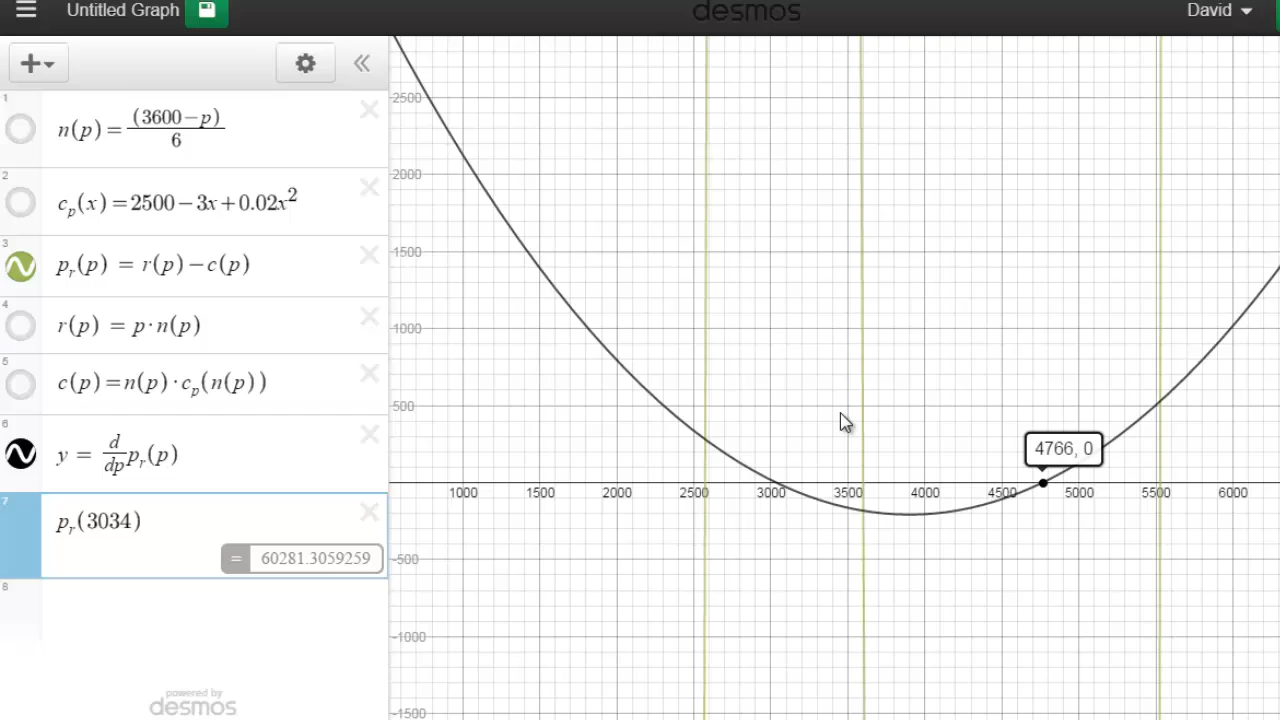 Untitled Graph
desmos
David
1
n(p)=\frac{(3600-p)}{6}
2
c_p(x)=2500-3x+0.02x^2
3
p_r(p) = r(p)-c(p)
4
r(p) = p·n(p)
5
c(p)=n(p)·c_p(n(p))
6
y = \frac{d}{dp}p_r(p)
7
p_r(3034)
= 60281.3059259
8
powered by
desmos
2500
2000
1500
1000
500
4766, 0
1000 1500 2000 2500 3000 3500 4000 4500 5000 5500 6000
-500
-1000
-1500